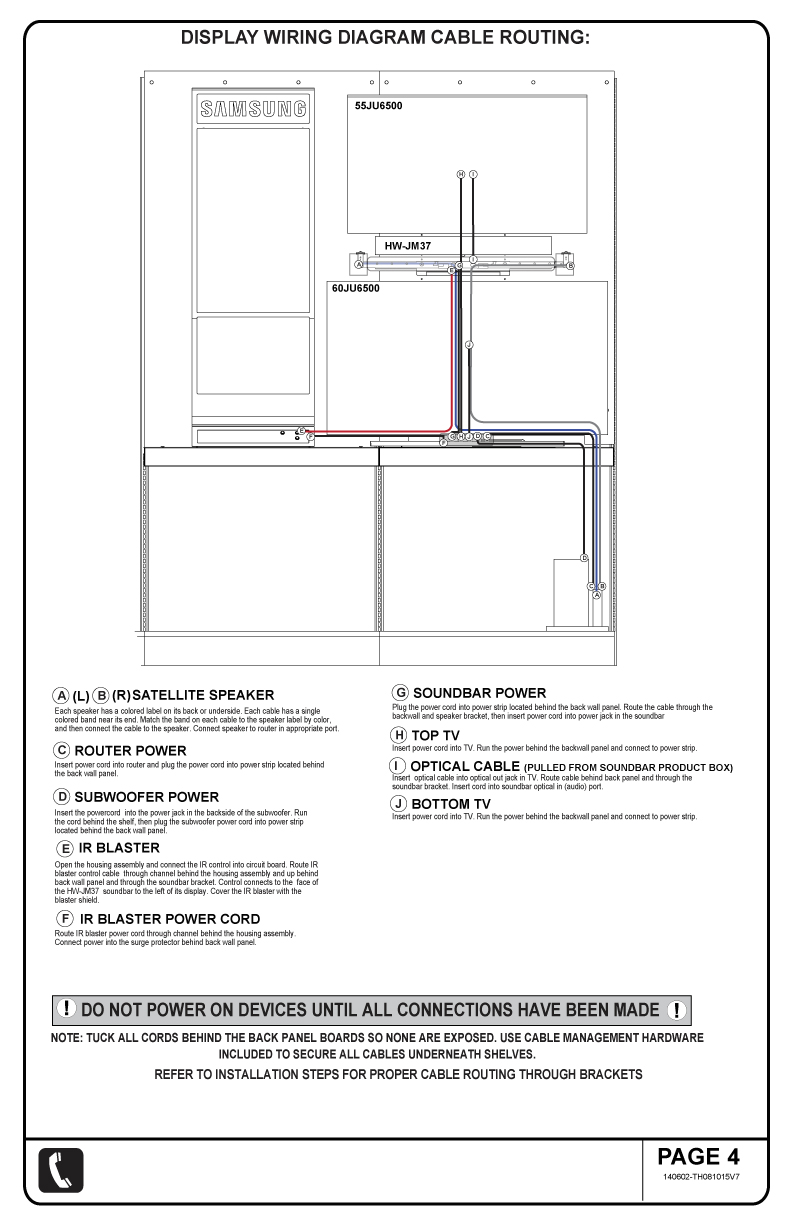 DISPLAY WIRING DIAGRAM CABLE ROUTING:
SAMSUNG
55JU6500
H I
HW-JM37
A E G I B
60JU6500
J
E
F
G H J D C
F
D
C B
A
A (L) B (R) SATELLITE SPEAKER
Each speaker has a colored label on its back or underside. Each cable has a single
colored band near its end. Match the band on each cable to the speaker label by color,
and then connect the cable to the speaker. Connect speaker to router in appropriate port.
C ROUTER POWER
Insert power cord into router and plug the power cord into power strip located behind
the back wall panel.
D SUBWOOFER POWER
Insert the powercord into the power jack in the backside of the subwoofer. Run
the cord behind the shelf, then plug the subwoofer power cord into power strip
located behind the back wall panel.
E IR BLASTER
Open the housing assembly and connect the IR control into circuit board. Route IR
blaster control cable through channel behind the housing assembly and up behind
back wall panel and through the soundbar bracket. Control connects to the face of
the HW-JM37 soundbar to the left of its display. Cover the IR blaster with the
blaster shield.
F IR BLASTER POWER CORD
Route IR blaster power cord through channel behind the housing assembly.
Connect power into the surge protector behind back wall panel.
G SOUNDBAR POWER
Plug the power cord into power strip located behind the back wall panel. Route the cable through the
backwall and speaker bracket, then insert power cord into power jack in the soundbar
H TOP TV
Insert power cord into TV. Run the power behind the backwall panel and connect to power strip.
I OPTICAL CABLE (PULLED FROM SOUNDBAR PRODUCT BOX)
Insert optical cable into optical out jack in TV. Route cable behind back panel and through the
soundbar bracket. Insert cord into soundbar optical in (audio) port.
J BOTTOM TV
Insert power cord into TV. Run the power behind the backwall panel and connect to power strip.
! DO NOT POWER ON DEVICES UNTIL ALL CONNECTIONS HAVE BEEN MADE !
NOTE: TUCK ALL CORDS BEHIND THE BACK PANEL BOARDS SO NONE ARE EXPOSED. USE CABLE MANAGEMENT HARDWARE
INCLUDED TO SECURE ALL CABLES UNDERNEATH SHELVES.
REFER TO INSTALLATION STEPS FOR PROPER CABLE ROUTING THROUGH BRACKETS
PAGE 4
140602-TH081015V7